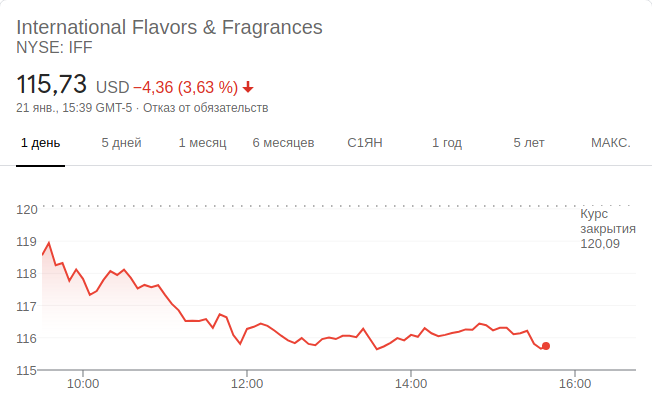 International Flavors & Fragrances
NYSE: IFF
115,73 USD −4,36 (3,63 %)
21 янв., 15:39 GMT-5 · Отказ от обязательств
1 день 5 дней 1 месяц 6 месяцев С1ЯН 1 год 5 лет МАКС.
120
Курс
закрытия
120,09
119
118
117
116
115
10:00 12:00 14:00 16:00